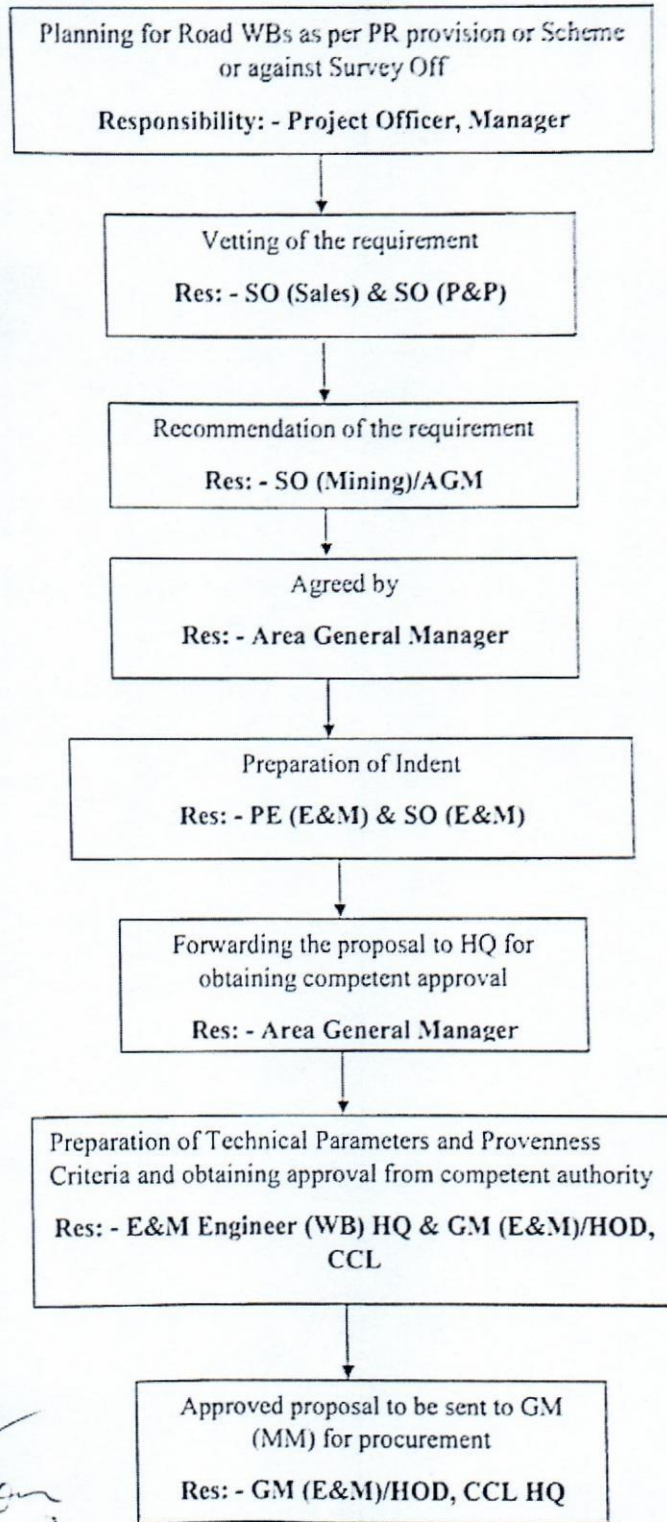 Planning for Road WBs as per PR provision or Scheme
or against Survey Off
Responsibility: - Project Officer, Manager
Vetting of the requirement
Res: - SO (Sales) & SO (P&P)
Recommendation of the requirement
Res: - SO (Mining)/AGM
Agreed by
Res: - Area General Manager
Preparation of Indent
Res: - PE (E&M) & SO (E&M)
Forwarding the proposal to HQ for
obtaining competent approval
Res: - Area General Manager
Preparation of Technical Parameters and Provenness
Criteria and obtaining approval from competent authority
Res: - E&M Engineer (WB) HQ & GM (E&M)/HOD,
CCL
Approved proposal to be sent to GM
(MM) for procurement
Res: - GM (E&M)/HOD, CCL HQ